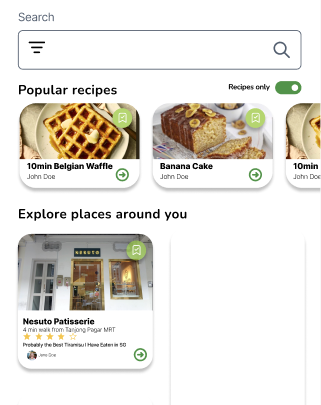 Search
Popular recipes
Recipes only
10min Belgian Waffle
John Doe
Banana Cake
John Doe
10min
John Doe
Explore places around you
NESUTO
Nesuto Patisserie
4 min walk from Tanjong Pagar MRT
Probably the Best Tiramisu I Have Eaten in SG
Jane Doe